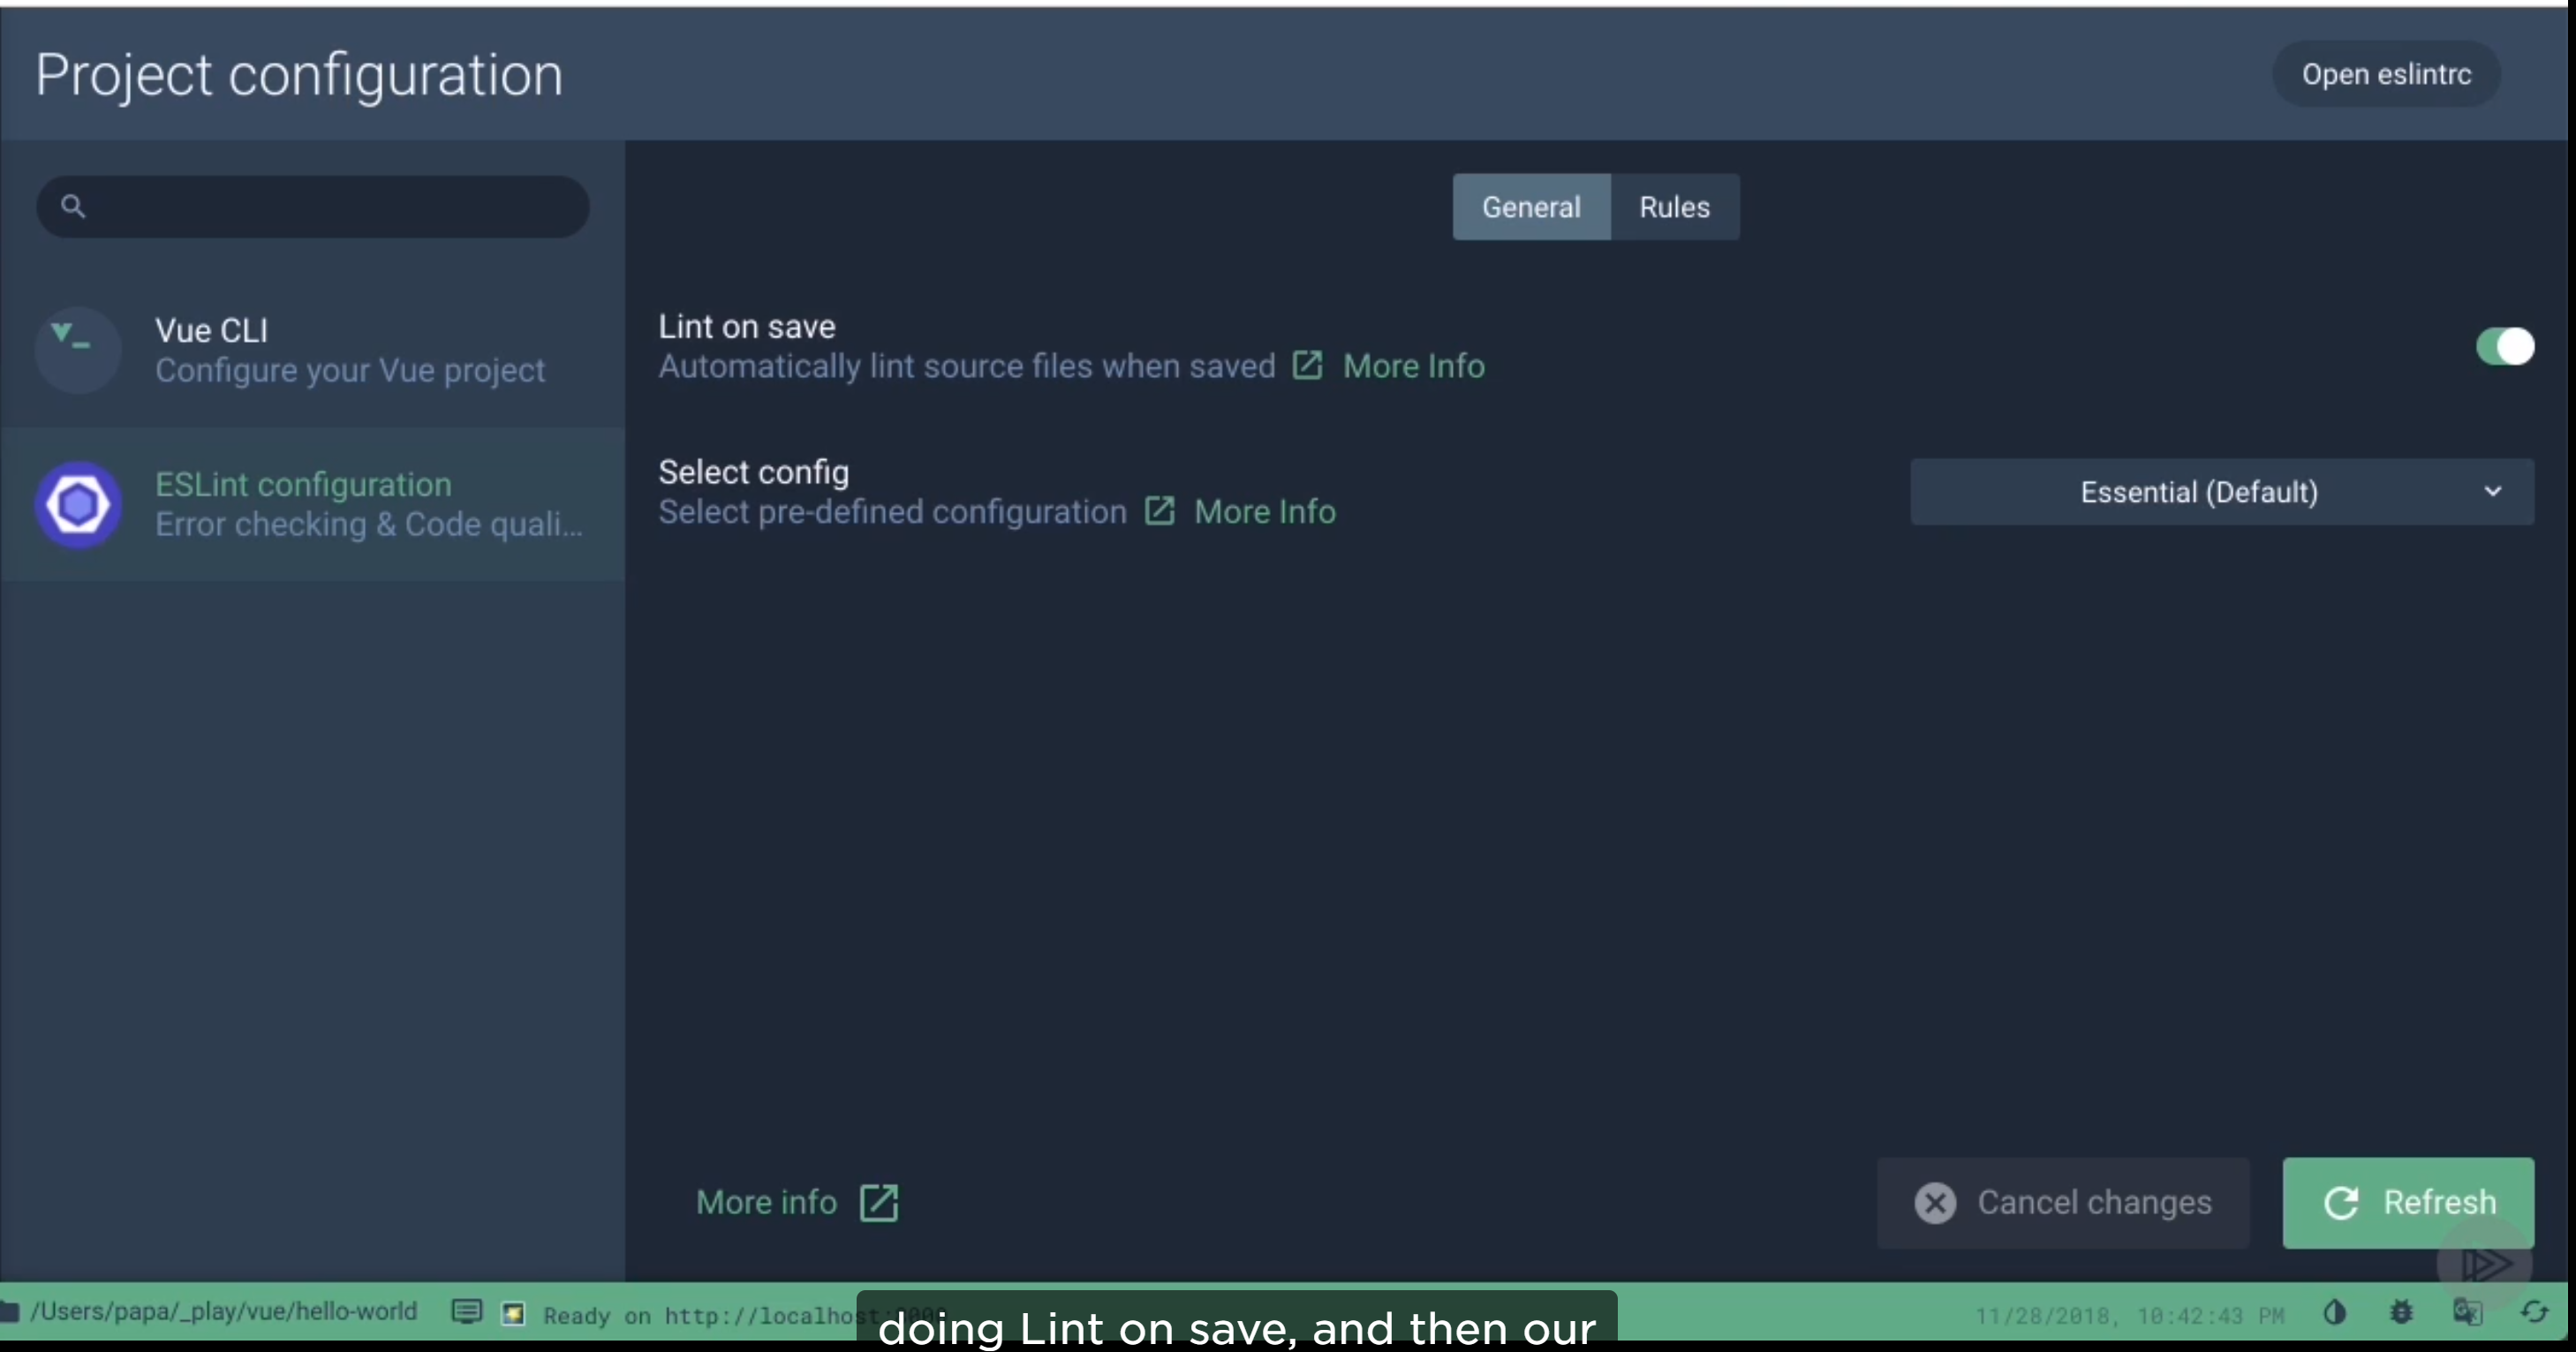 Project configuration
Open eslintrc
General
Rules
Vue CLI
Configure your Vue project
ESLint configuration
Error checking & Code quali...
Lint on save
Automatically lint source files when saved More Info
Select config
Select pre-defined configuration More Info
Essential (Default)
More info
Cancel changes
Refresh
/Users/papa/_play/vue/hello-world
Ready on http://localhost
11/28/2018, 10:42:43 PM
doing Lint on save, and then our